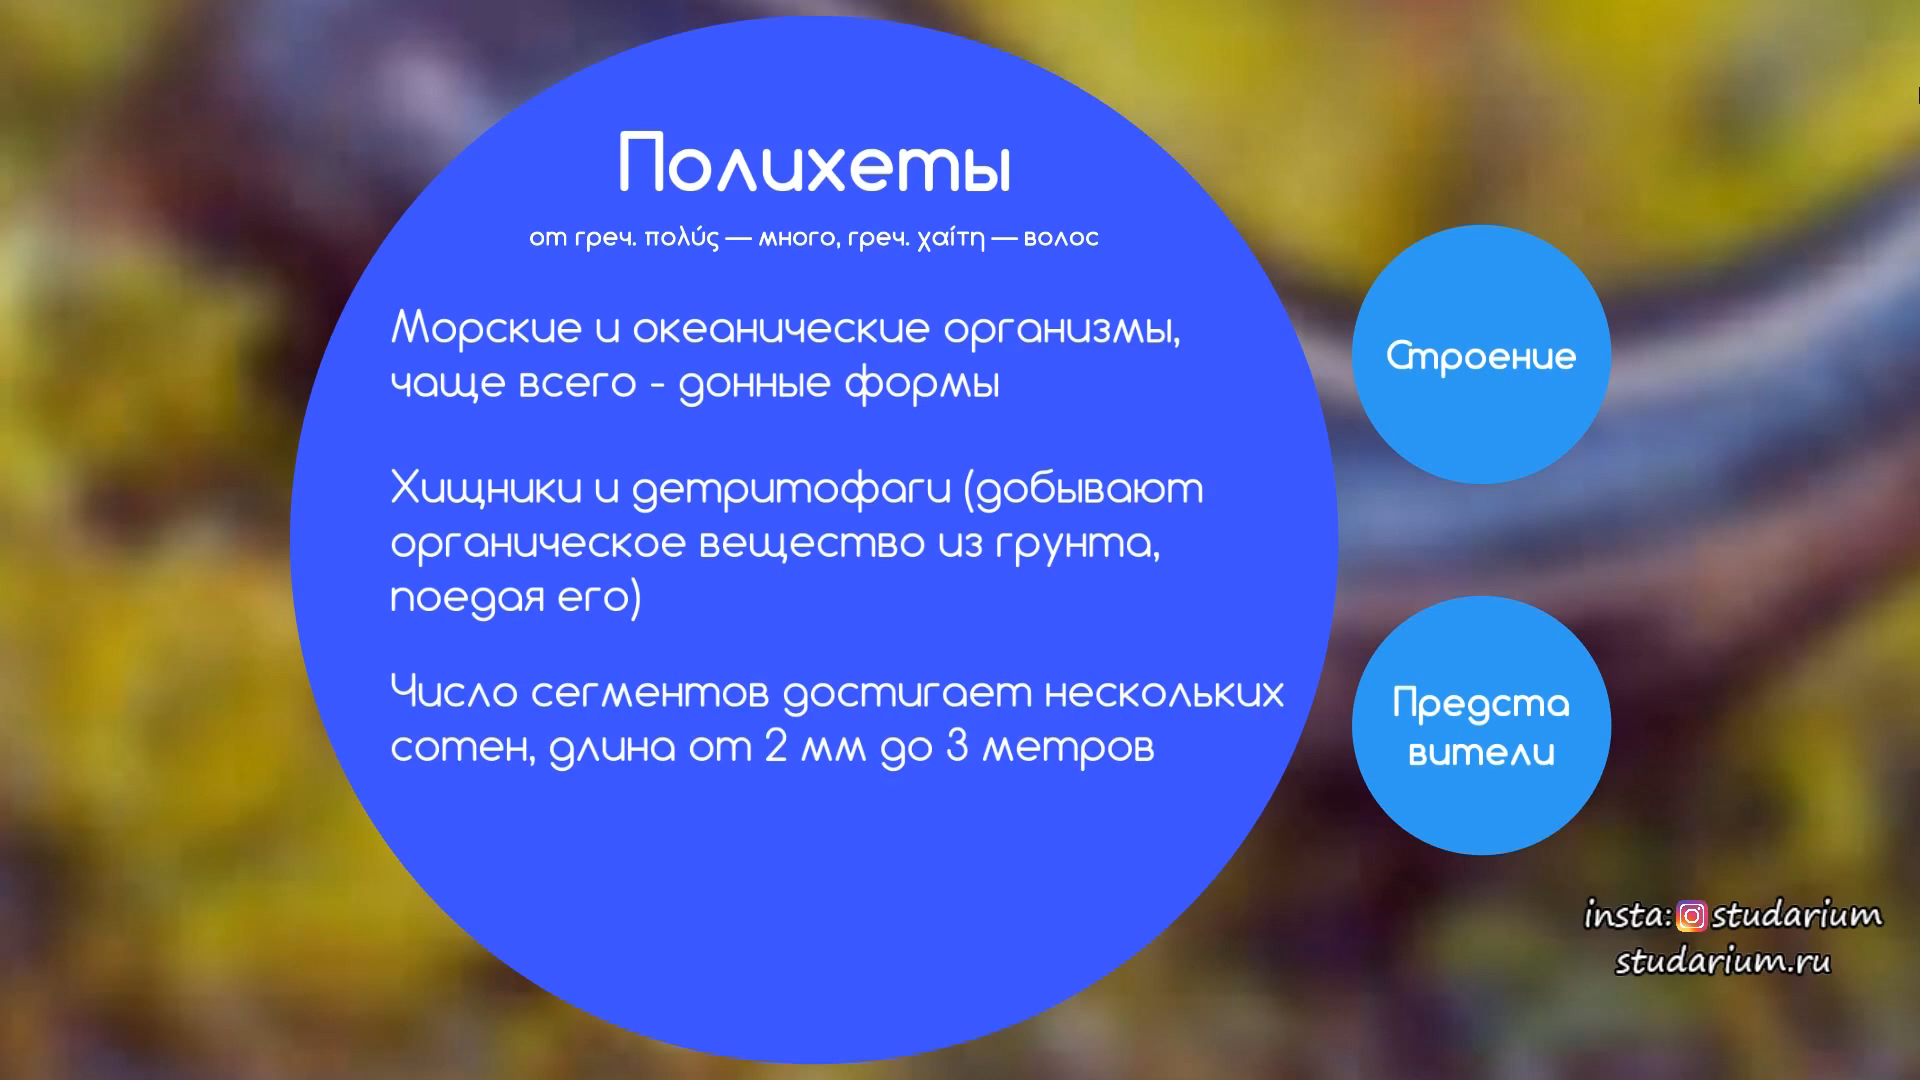 Полихеты
от греч. πολύς — много, греч. χαίτη — волос
Морские и океанические организмы,
чаще всего - донные формы
Хищники и детритофаги (добывают
органическое вещество из грунта,
поедая его)
Число сегментов достигает нескольких
сотен, длина от 2 мм до 3 метров
Строение
Предста
вители
insta: studarium
studarium.ru